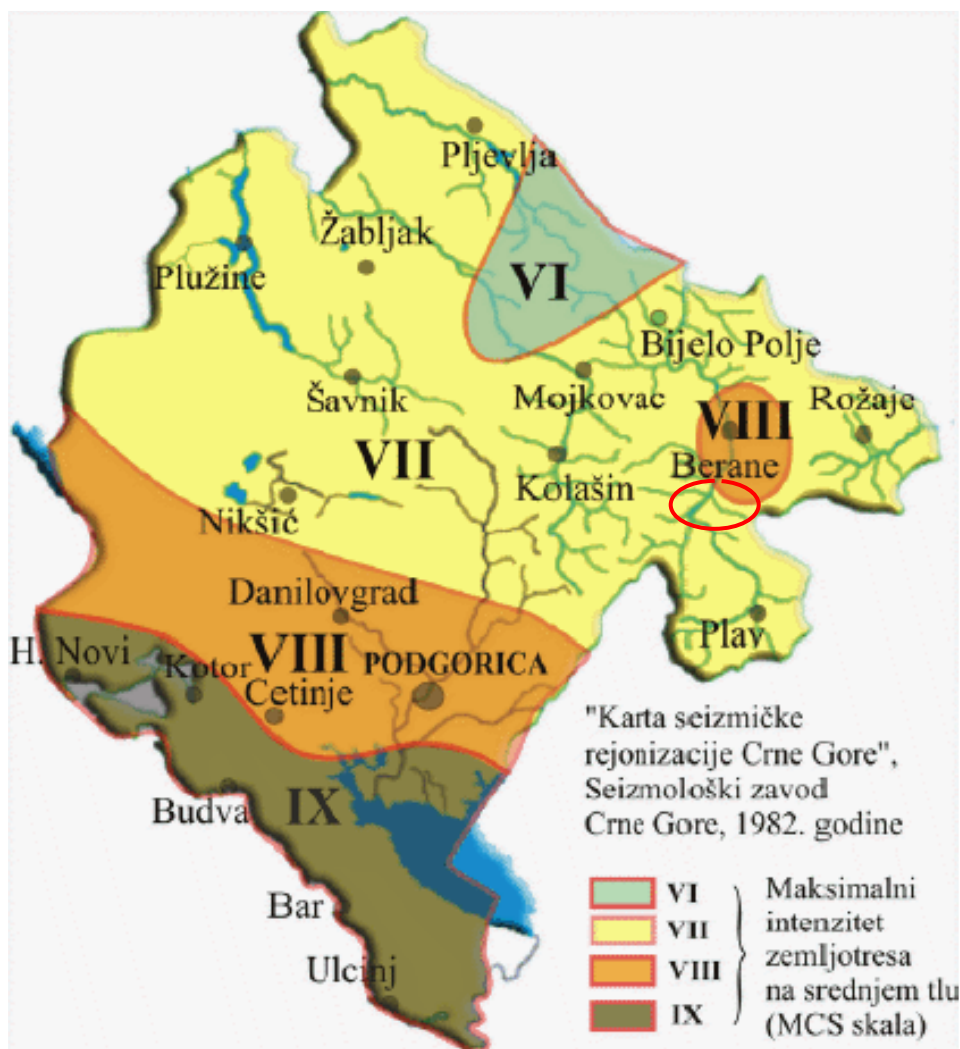 Pljevlja
Žabljak
Plužine
VI
Bijelo Polje
Šavnik
Mojkovac
VIII
Rožaje
VII
Berane
Kolašin
Nikšić
Danilovgrad
Plav
H. Novi
Kotor
VIII
PODGORICA
Cetinje
"Karta seizmičke
rejonizacije Crne Gore",
Seizmološki zavod
Crne Gore, 1982. godine
Budva
IX
Bar
Ulcinj
VI
VII
VIII
IX
Maksimalni
intenzitet
zemljotresa
na srednjem tlu
(MCS skala)